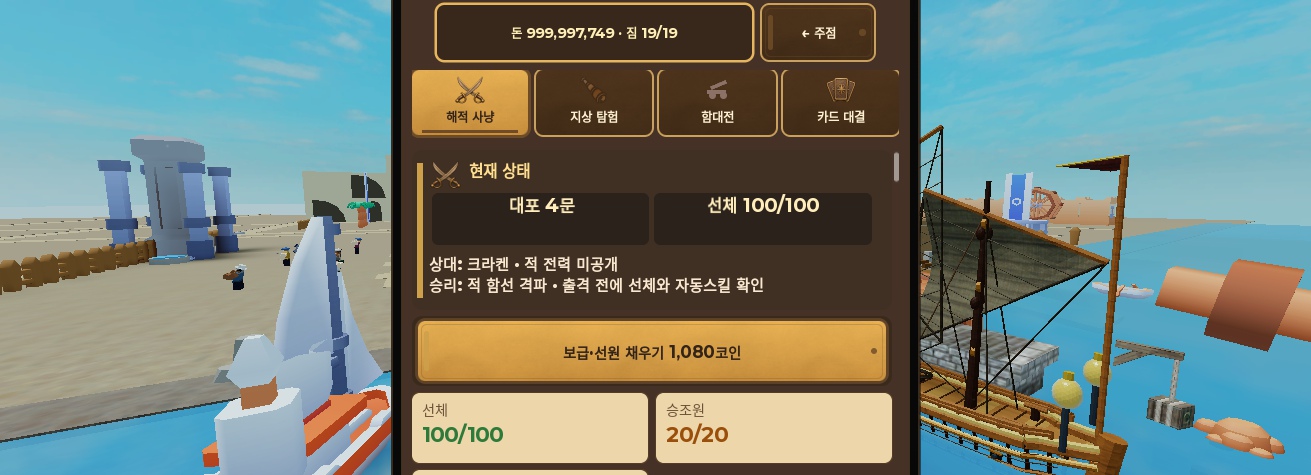 돈 999,997,749 · 짐 19/19
← 주점
해적 사냥
지상 탐험
함대전
카드 대결
현재 상태
대포 4문
선체 100/100
상대: 크라켄 • 적 전력 미공개
승리: 적 함선 격파 • 출격 전에 선체와 자동스킬 확인
보급·선원 채우기 1,080코인
선체
100/100
승조원
20/20